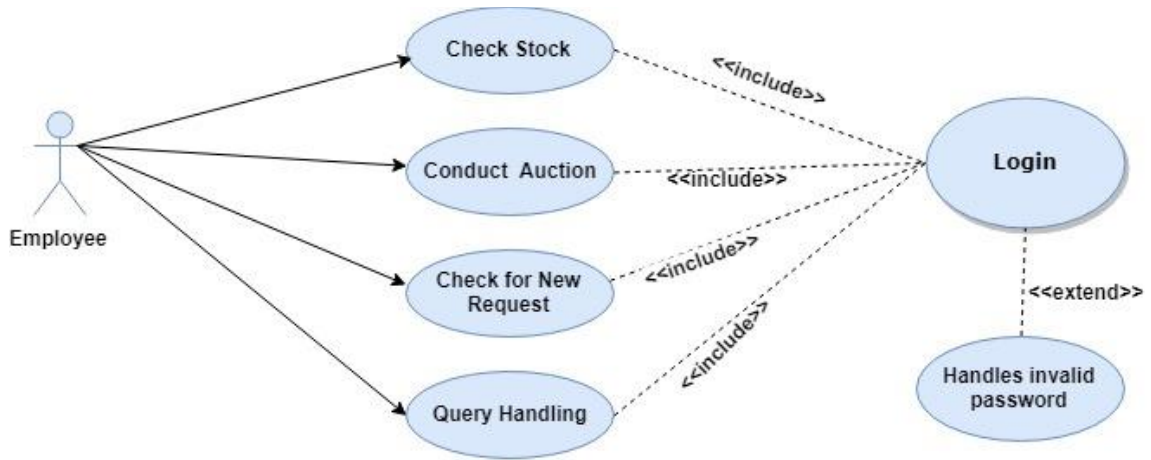 Check Stock
<<include>>
Conduct Auction
<<include>>
Login
Employee
Check for New
Request
<<include>>
<<extend>>
<<include>>
Handles invalid
password
Query Handling